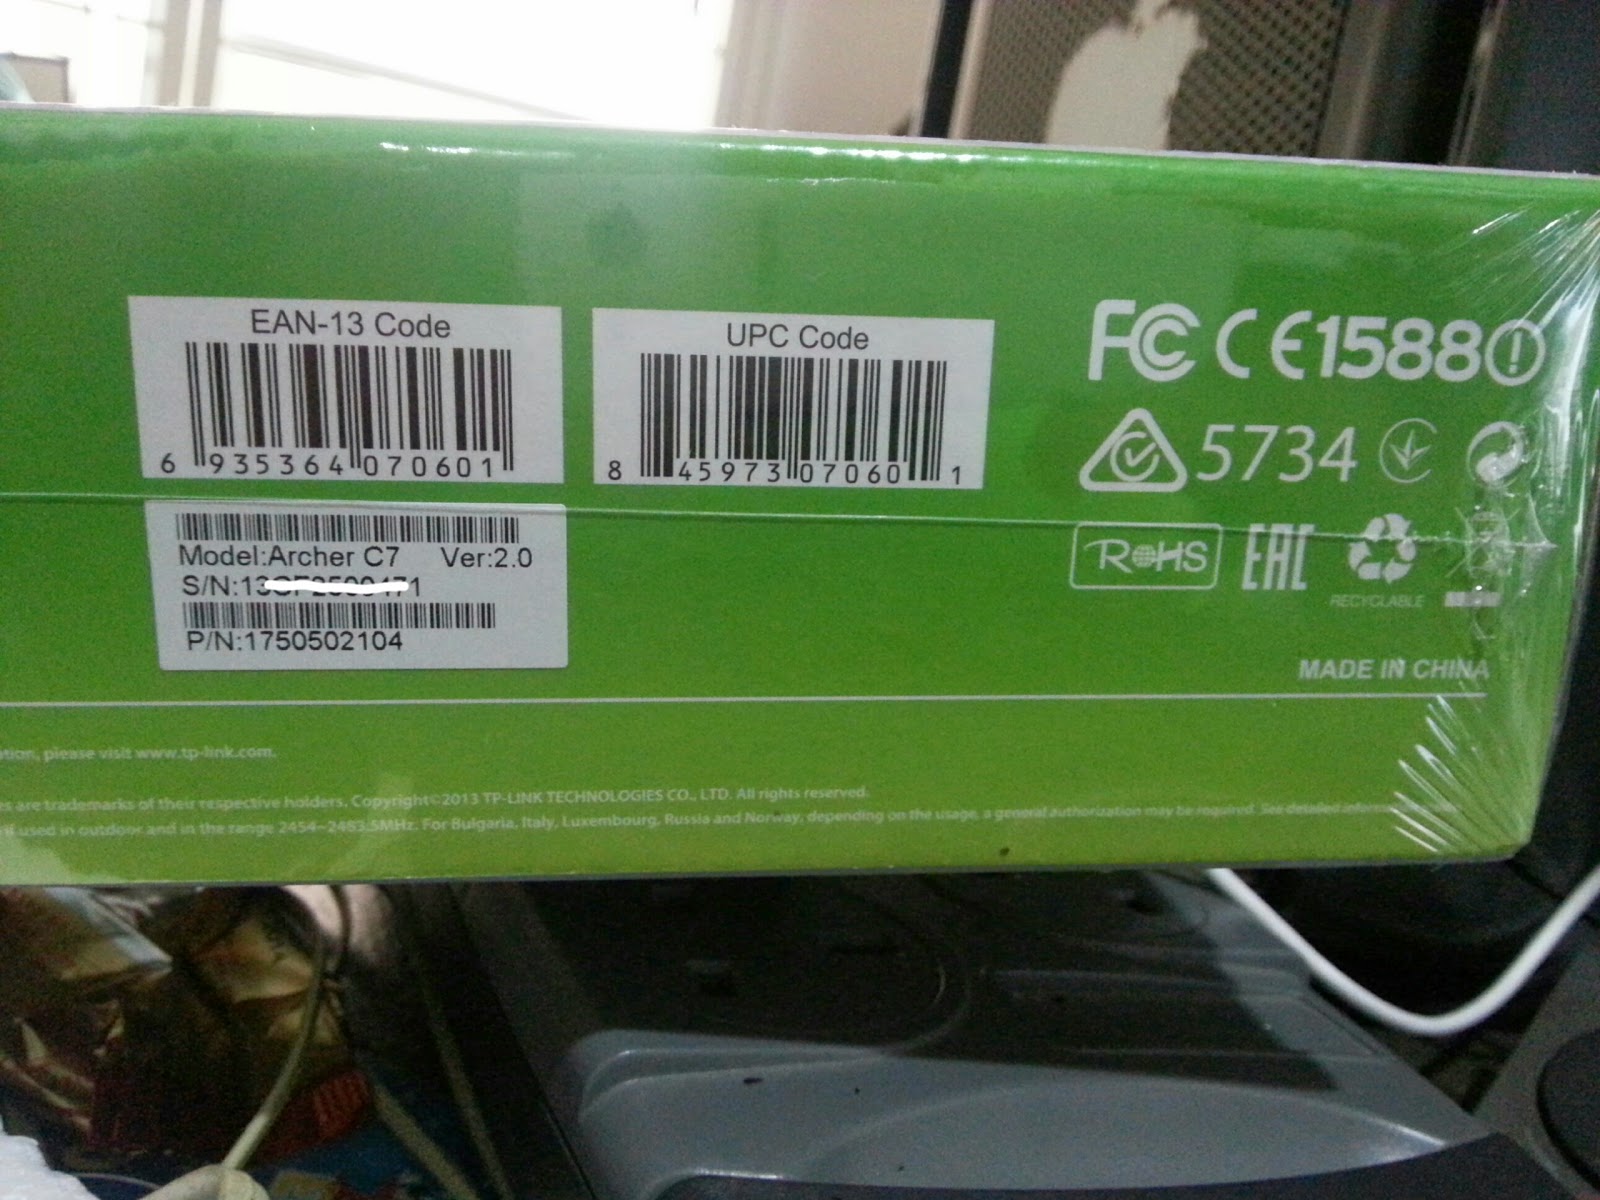 EAN-13 Code
6 935364 070601
UPC Code
8 45973 07060 1
FC CE1588
5734
Model:Archer C7 Ver:2.0
S/N:13
P/N:1750502104
RoHS EAC
RECYCLABLE
MADE IN CHINA
please visit www.tp-link.com.
are trademarks of their respective holders. Copyright©2013 TP-LINK TECHNOLOGIES CO., LTD. All rights reserved.
if used in outdoor and in the range 2454~2483.5MHz. For Bulgaria, Italy, Luxembourg, Russia and Norway, depending on the usage, a general authorization may be required. See detailed